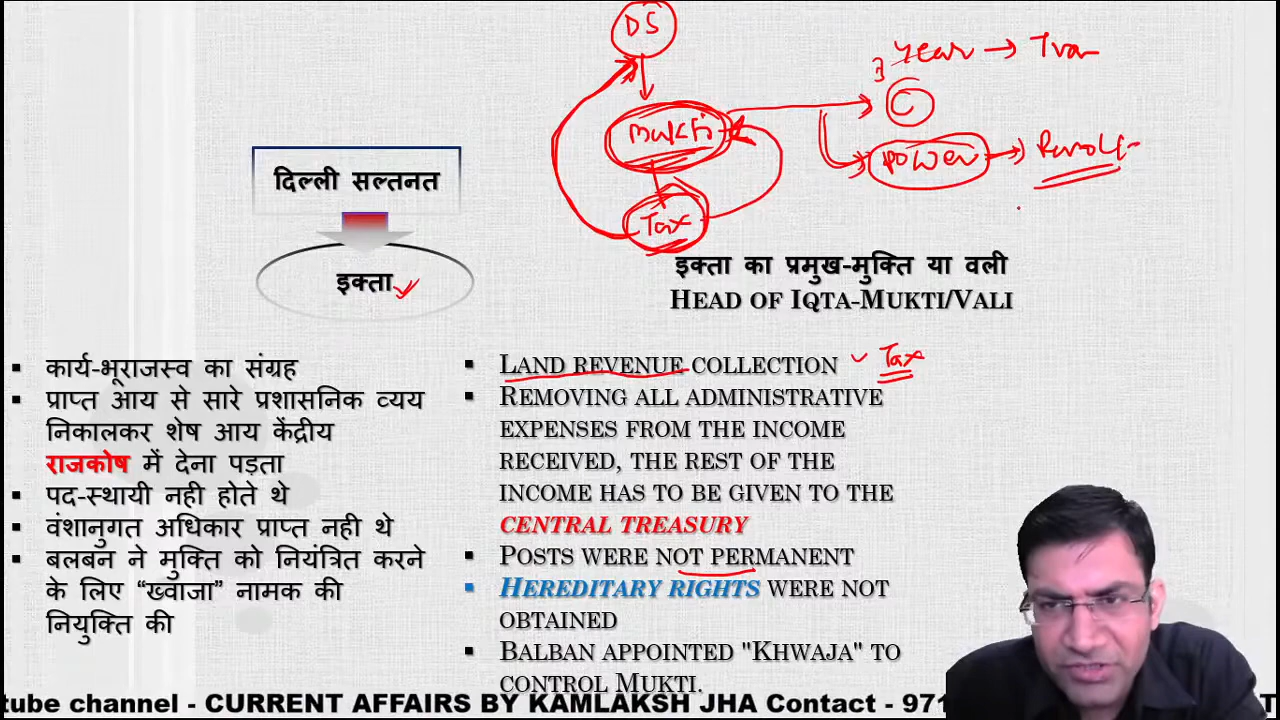 DS
3 Year → Tran
Mukti
C
Power → Revolt
Tax
दिल्ली सल्तनत
इक्ता
इक्ता का प्रमुख-मुक्ति या वली
HEAD OF IQTA-MUKTI/VALI
▪ कार्य-भूराजस्व का संग्रह
▪ प्राप्त आय से सारे प्रशासनिक व्यय
निकालकर शेष आय केंद्रीय
राजकोष में देना पड़ता
▪ पद-स्थायी नही होते थे
▪ वंशानुगत अधिकार प्राप्त नही थे
▪ बलबन ने मुक्ति को नियंत्रित करने
के लिए “ख्वाजा” नामक की
नियुक्ति की
▪ LAND REVENUE COLLECTION Tax
▪ REMOVING ALL ADMINISTRATIVE
EXPENSES FROM THE INCOME
RECEIVED, THE REST OF THE
INCOME HAS TO BE GIVEN TO THE
CENTRAL TREASURY
▪ POSTS WERE NOT PERMANENT
▪ HEREDITARY RIGHTS WERE NOT
OBTAINED
▪ BALBAN APPOINTED "KHWAJA" TO
CONTROL MUKTI.
tube channel - CURRENT AFFAIRS BY KAMLAKSH JHA Contact - 971